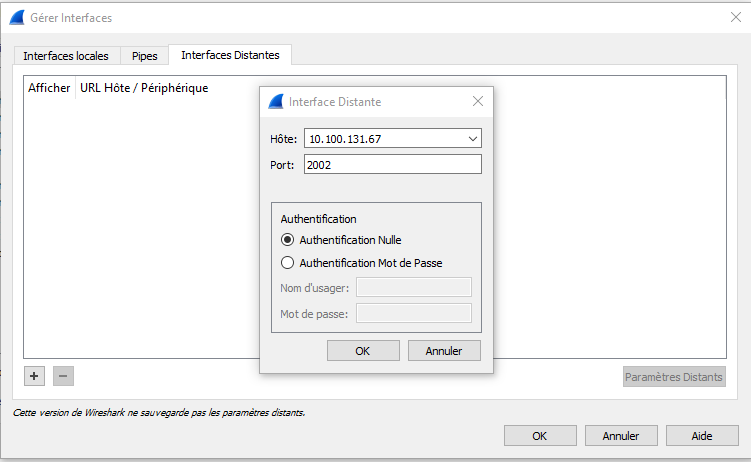 Gérer Interfaces
Interfaces locales Pipes Interfaces Distantes
Afficher URL Hôte / Périphérique
Interface Distante
Hôte: 10.100.131.67
Port: 2002
Authentification
Authentification Nulle
Authentification Mot de Passe
Nom d'usager:
Mot de passe:
OK Annuler
Paramètres Distants
Cette version de Wireshark ne sauvegarde pas les paramètres distants.
OK Annuler Aide